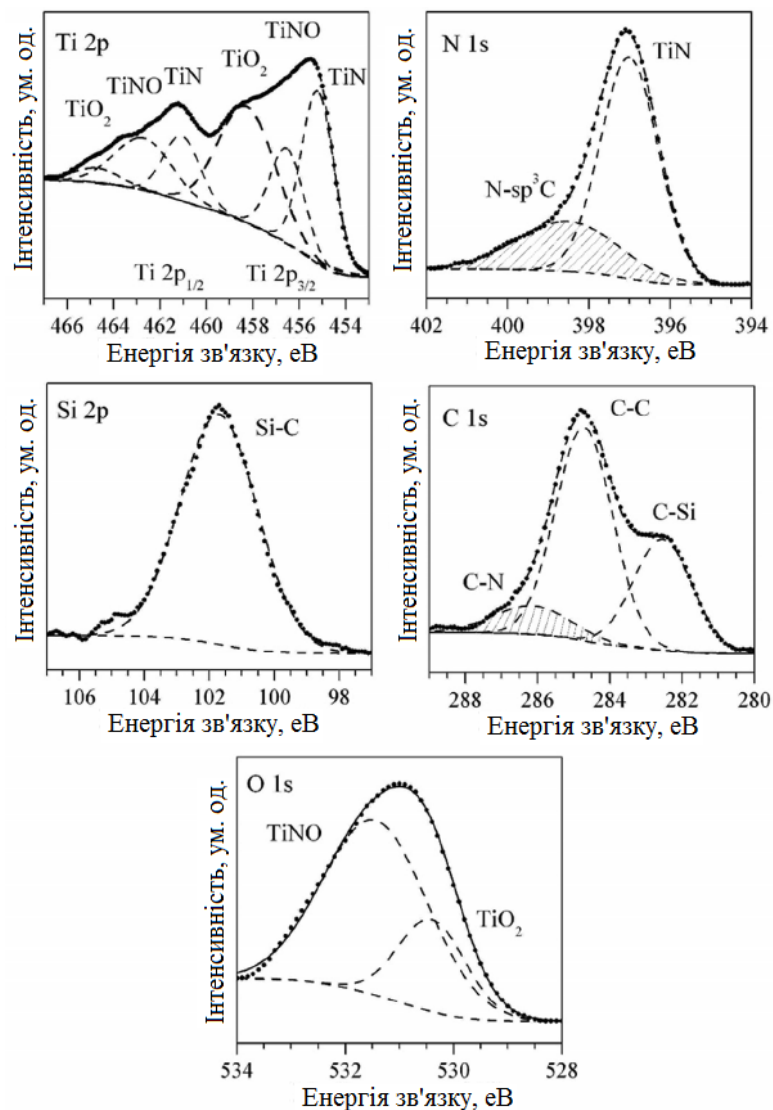 Ti 2p
TiO2
TiNO
TiN
TiO2
TiNO
TiN
Ti 2p1/2
Ti 2p3/2
Інтенсивність, ум. од.
466 464 462 460 458 456 454
Енергія зв'язку, еВ
N 1s
TiN
N-sp³C
Інтенсивність, ум. од.
402 400 398 396 394
Енергія зв'язку, еВ
Si 2p
Si-C
Інтенсивність, ум. од.
106 104 102 100 98
Енергія зв'язку, еВ
C 1s
C-C
C-Si
C-N
Інтенсивність, ум. од.
288 286 284 282 280
Енергія зв'язку, еВ
O 1s
TiNO
TiO2
Інтенсивність, ум. од.
534 532 530 528
Енергія зв'язку, еВ